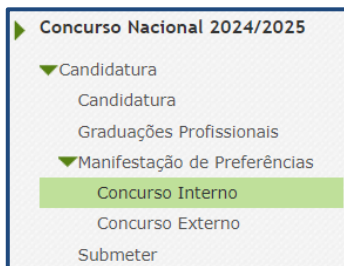 Concurso Nacional 2024/2025
Candidatura
Candidatura
Graduações Profissionais
Manifestação de Preferências
Concurso Interno
Concurso Externo
Submeter